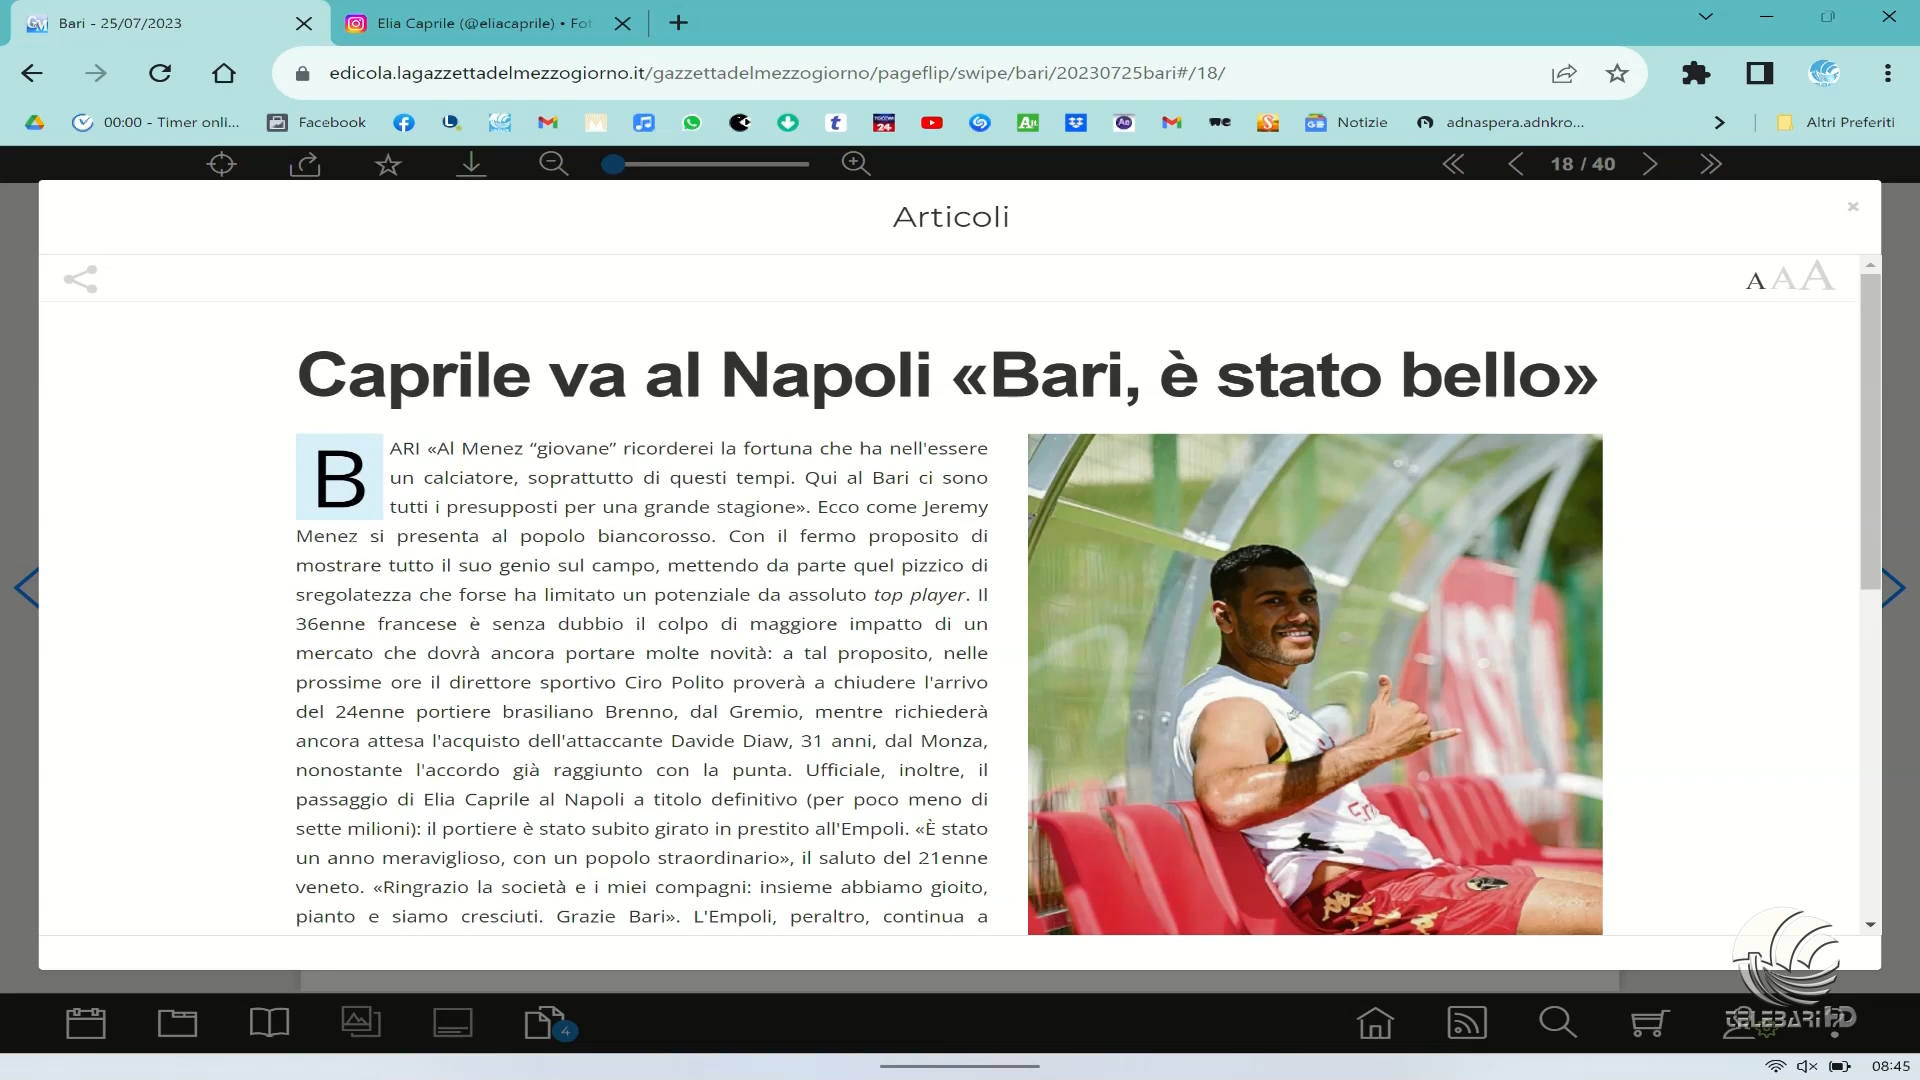 Bari - 25/07/2023
Elia Caprile (@eliacaprile) • Fot
edicola.lagazzettadelmezzogiorno.it/gazzettadelmezzogiorno/pageflip/swipe/bari/20230725bari#/18/
00:00 - Timer onli...
Facebook
Notizie
adnaspera.adnkro...
Altri Preferiti
18 / 40
Articoli
A A A
Caprile va al Napoli «Bari, è stato bello»
BARI «Al Menez “giovane” ricorderei la fortuna che ha nell'essere
un calciatore, soprattutto di questi tempi. Qui al Bari ci sono
tutti i presupposti per una grande stagione». Ecco come Jeremy
Menez si presenta al popolo biancorosso. Con il fermo proposito di
mostrare tutto il suo genio sul campo, mettendo da parte quel pizzico di
sregolatezza che forse ha limitato un potenziale da assoluto top player. Il
36enne francese è senza dubbio il colpo di maggiore impatto di un
mercato che dovrà ancora portare molte novità: a tal proposito, nelle
prossime ore il direttore sportivo Ciro Polito proverà a chiudere l'arrivo
del 24enne portiere brasiliano Brenno, dal Gremio, mentre richiederà
ancora attesa l'acquisto dell'attaccante Davide Diaw, 31 anni, dal Monza,
nonostante l'accordo già raggiunto con la punta. Ufficiale, inoltre, il
passaggio di Elia Caprile al Napoli a titolo definitivo (per poco meno di
sette milioni): il portiere è stato subito girato in prestito all'Empoli. «È stato
un anno meraviglioso, con un popolo straordinario», il saluto del 21enne
veneto. «Ringrazio la società e i miei compagni: insieme abbiamo gioito,
pianto e siamo cresciuti. Grazie Bari». L'Empoli, peraltro, continua a
4
TELEBARI HD
08:45